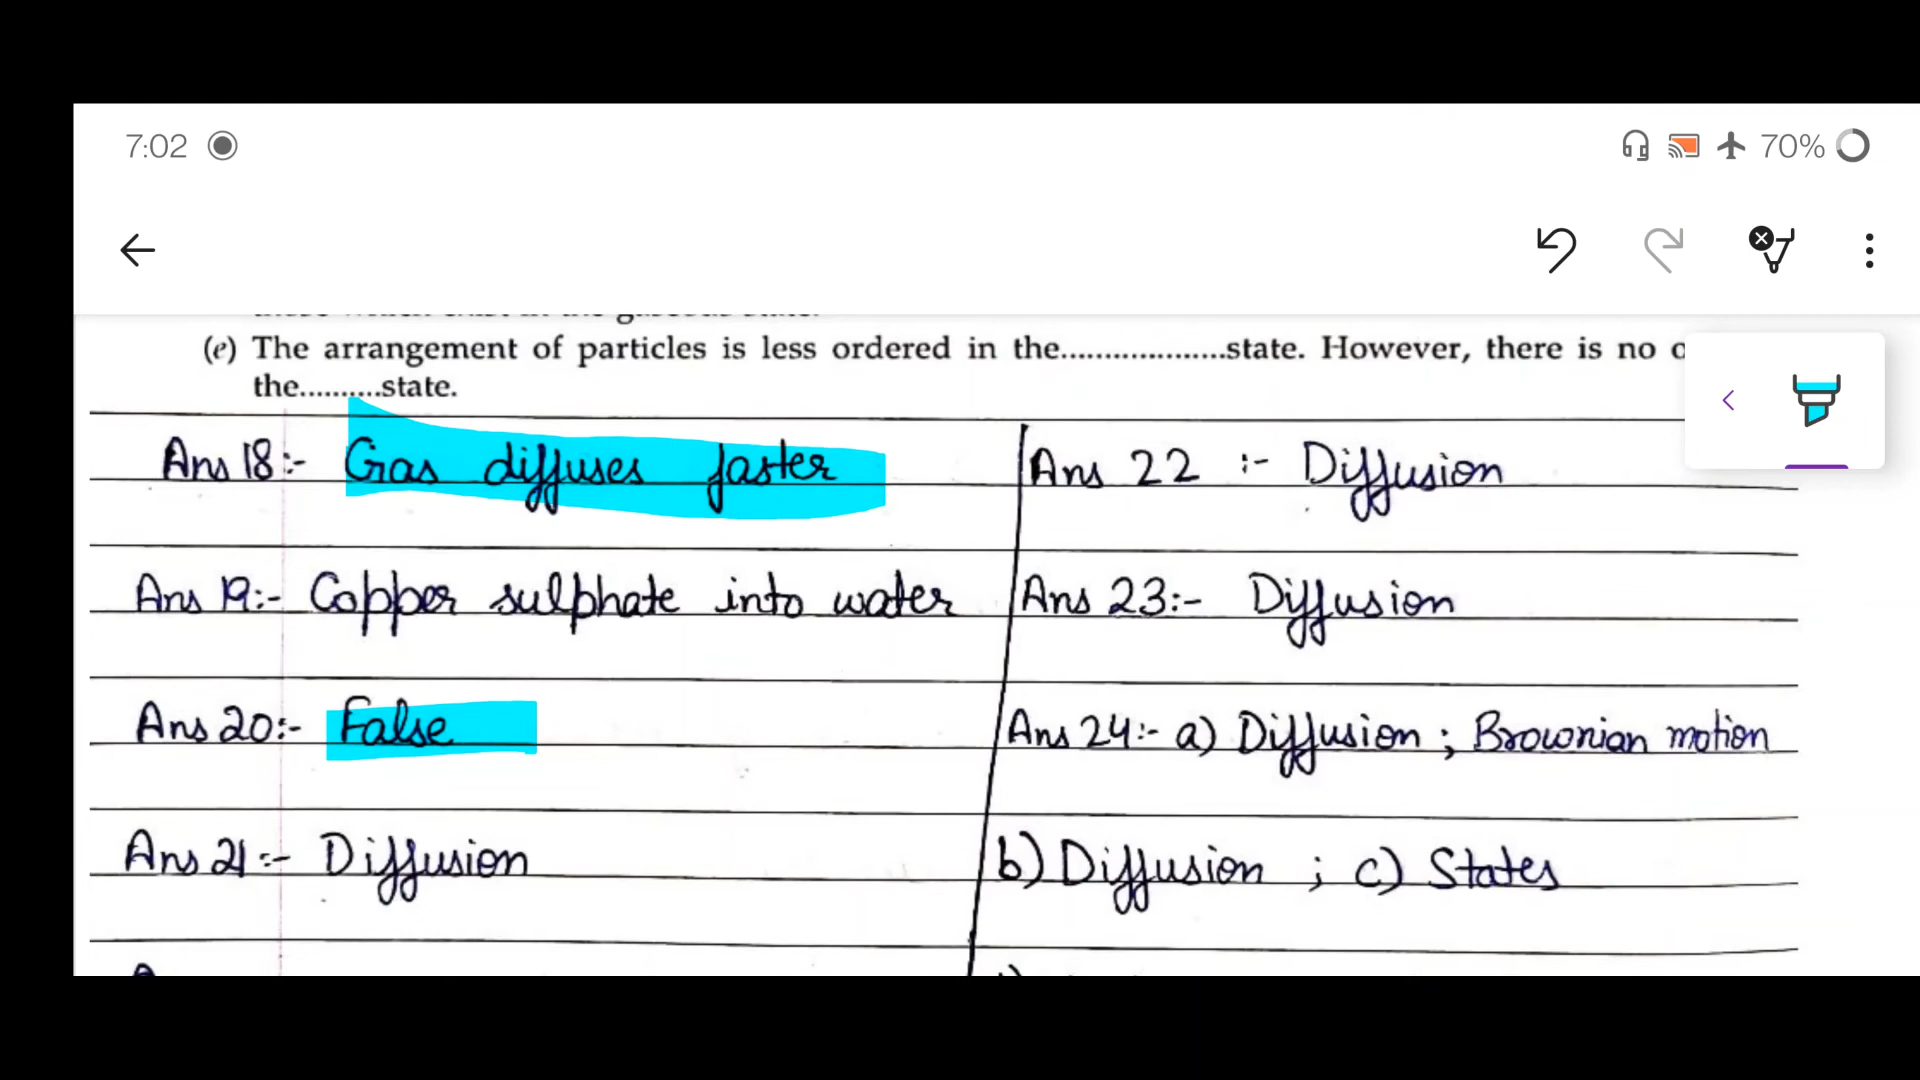 7:02
70%
(e) The arrangement of particles is less ordered in the...................state. However, there is no
the..........state.
Ans 18:- Gas diffuses faster
Ans 19:- Copper sulphate into water
Ans 20:- False
Ans 21:- Diffusion
Ans 22 :- Diffusion
Ans 23:- Diffusion
Ans 24:- a) Diffusion ; Brownian motion
b) Diffusion ; c) States